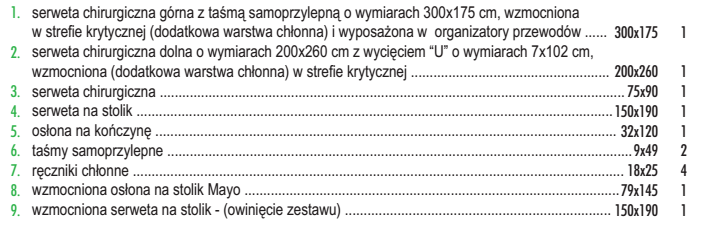 1. serweta chirurgiczna górna z taśmą samoprzylepną o wymiarach 300x175 cm, wzmocniona
w strefie krytycznej (dodatkowa warstwa chłonna) i wyposażona w organizatory przewodów ...... 300x175 1
2. serweta chirurgiczna dolna o wymiarach 200x260 cm z wycięciem “U” o wymiarach 7x102 cm,
wzmocniona (dodatkowa warstwa chłonna) w strefie krytycznej ...... 200x260 1
3. serweta chirurgiczna ...... 75x90 1
4. serweta na stolik ...... 150x190 1
5. osłona na kończynę ...... 32x120 1
6. taśmy samoprzylepne ...... 9x49 2
7. ręczniki chłonne ...... 18x25 4
8. wzmocniona osłona na stolik Mayo ...... 79x145 1
9. wzmocniona serweta na stolik - (owinięcie zestawu) ...... 150x190 1